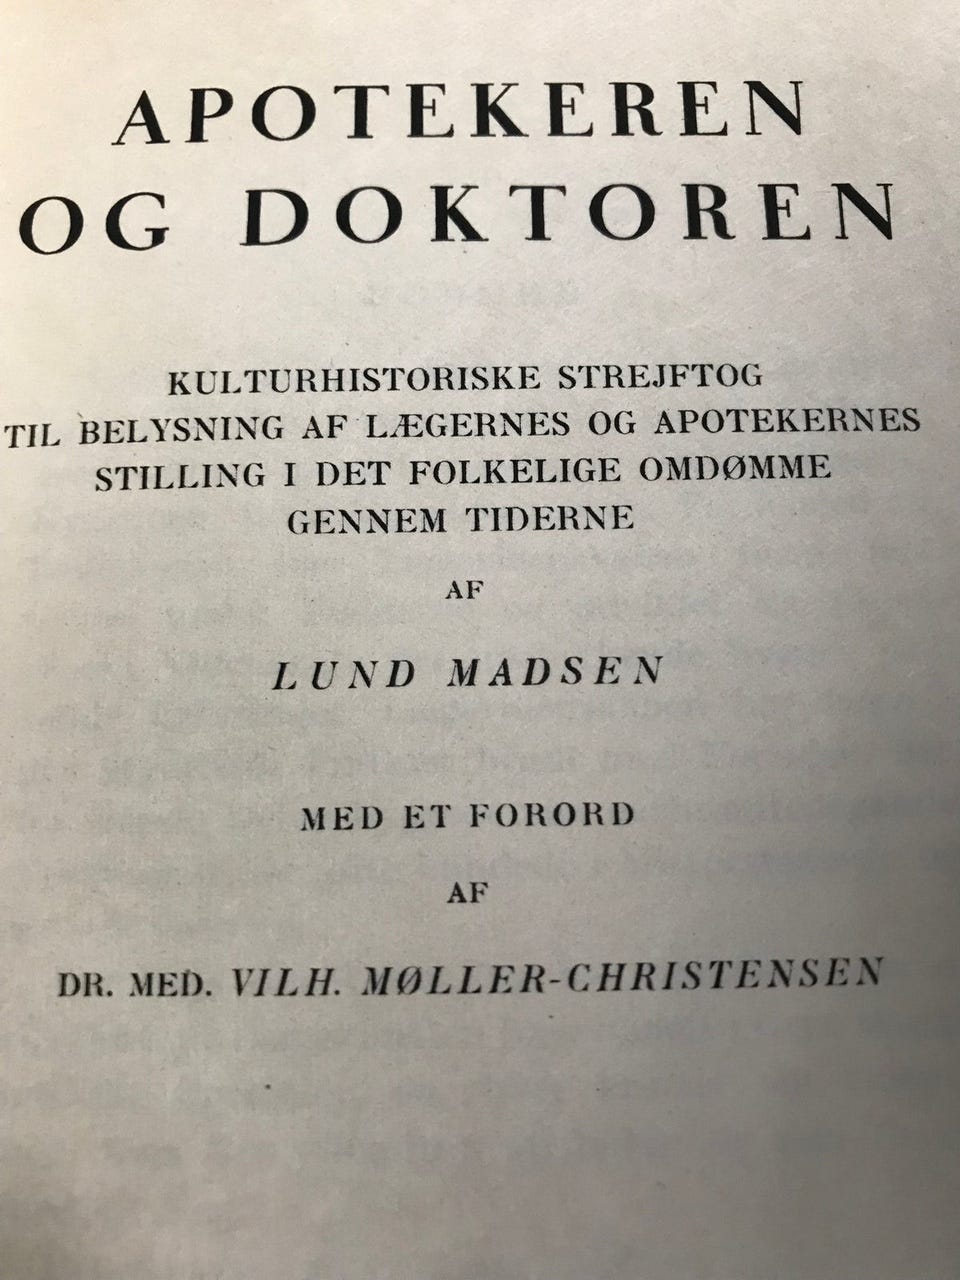 APOTEKEREN
OG DOKTOREN
KULTURHISTORISKE STREJFTOG
TIL BELYSNING AF LÆGERNES OG APOTEKERNES
STILLING I DET FOLKELIGE OMDØMME
GENNEM TIDERNE
AF
LUND MADSEN
MED ET FORORD
AF
DR. MED. VILH. MØLLER-CHRISTENSEN